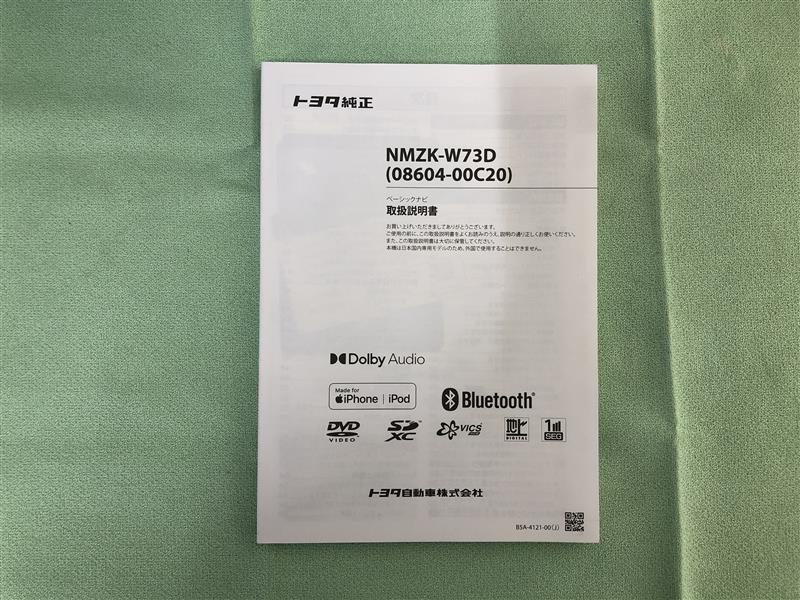 トヨタ純正
NMZK-W73D
(08604-00C20)
ベーシックナビ
取扱説明書
お買い上げいただきましてありがとうございます。
ご使用の前に、この取扱説明書をよくお読みのうえ、説明の通り正しくお使いください。
また、この取扱説明書は大切に保管してください。
本機は日本国内専用モデルのため、外国で使用することはできません。
Dolby Audio
Made for
iPhone | iPod
Bluetooth®
DVD
VIDEO
SD
XC
VICS
地上
DIGITAL
1
SEG
トヨタ自動車株式会社
B5A-4121-00 (J)